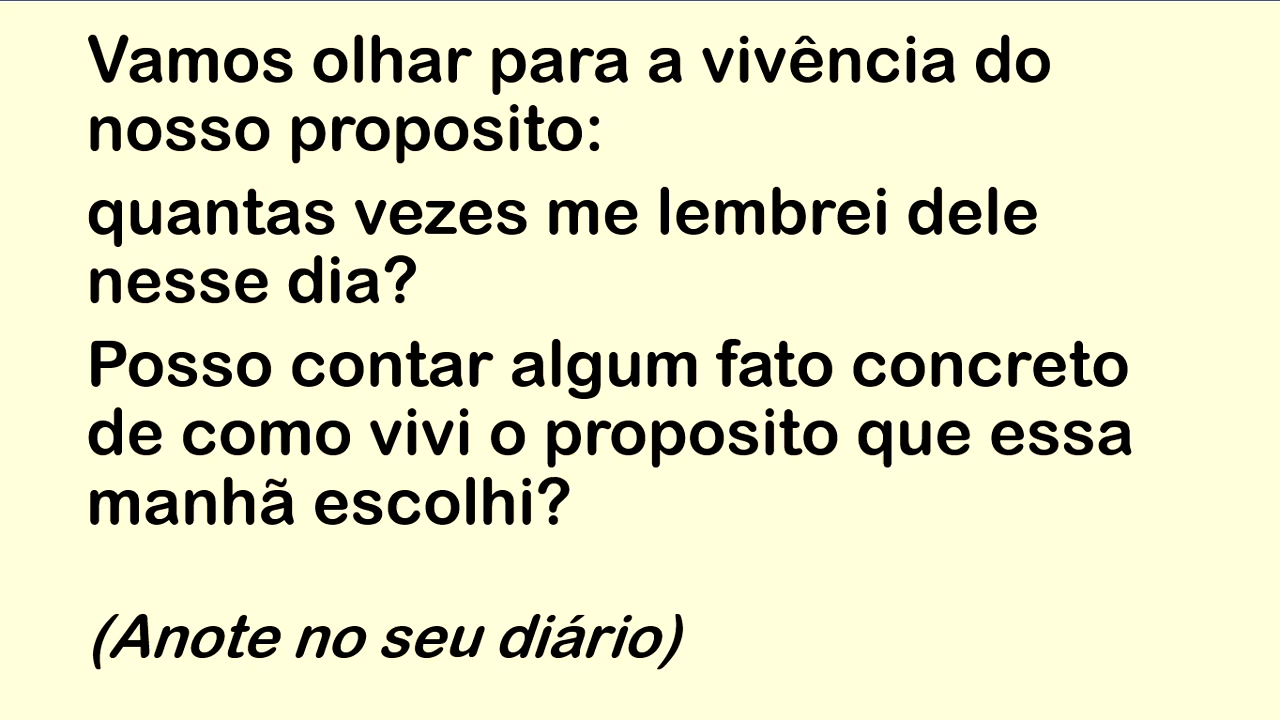 Vamos olhar para a vivência do
nosso proposito:
quantas vezes me lembrei dele
nesse dia?
Posso contar algum fato concreto
de como vivi o proposito que essa
manhã escolhi?
(Anote no seu diário)